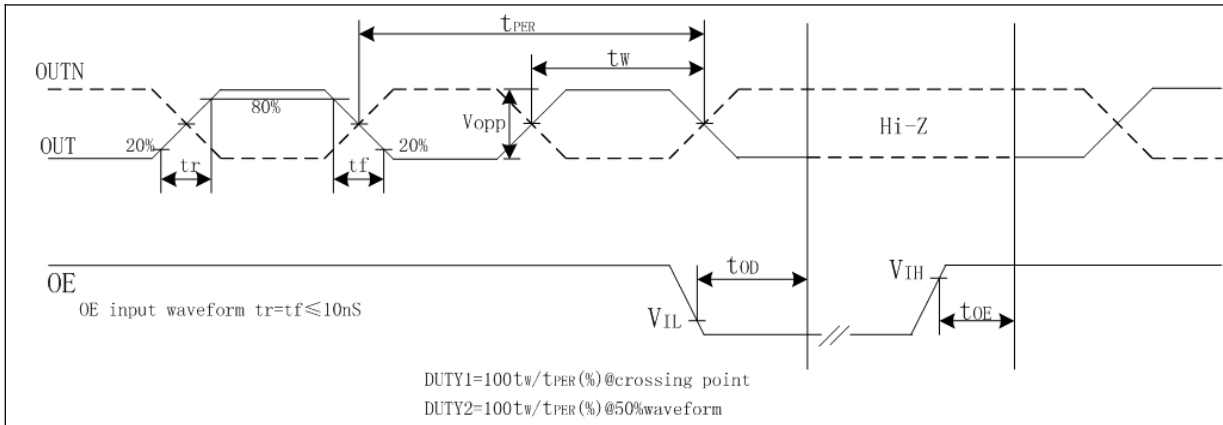 tPER
tW
OUTN
80%
Vopp
Hi-Z
OUT
20%
20%
tr
tf
OE
tOD
VIH
OE input waveform tr=tf≤10nS
VIL
tOE
DUTY1=100tW/tPER(%)@crossing point
DUTY2=100tW/tPER(%)@50%waveform